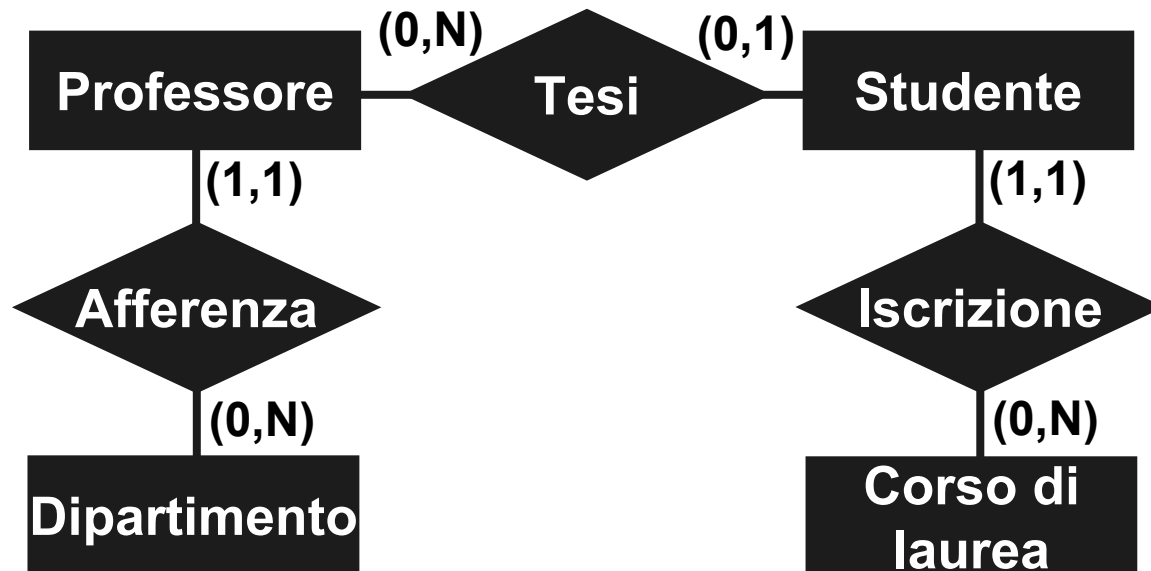 (0,N) (0,1)
Professore Tesi Studente
(1,1) (1,1)
Afferenza Iscrizione
(0,N) (0,N)
Dipartimento Corso di
laurea